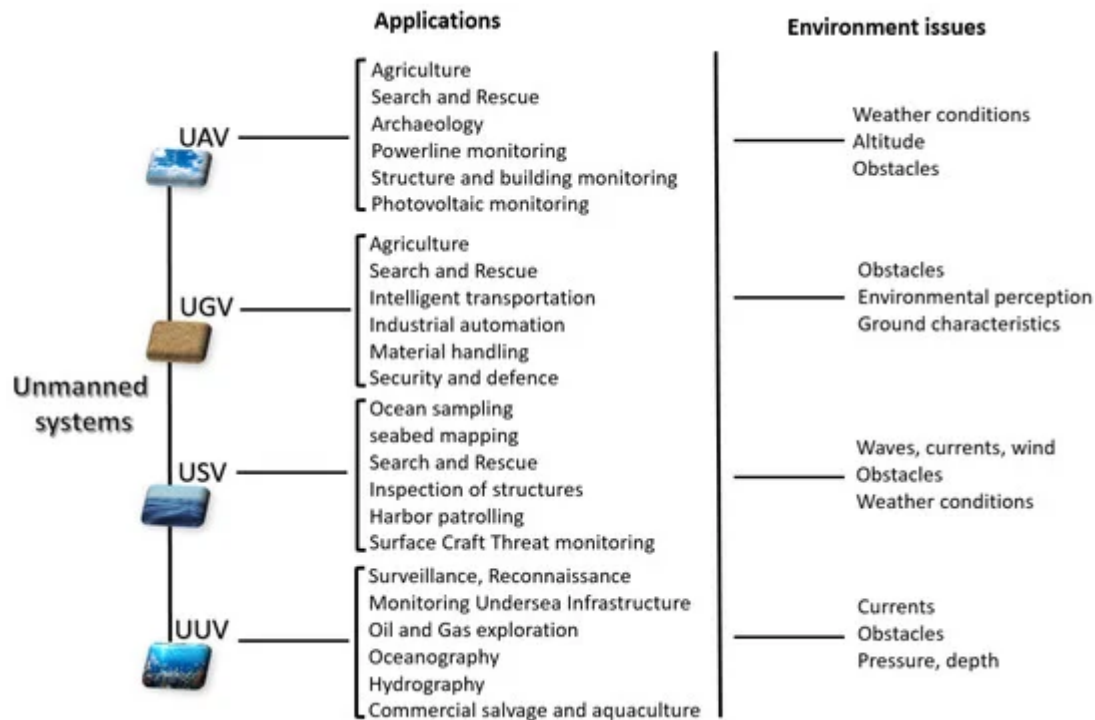 Applications
Environment issues
Unmanned systems
UAV
Agriculture
Search and Rescue
Archaeology
Powerline monitoring
Structure and building monitoring
Photovoltaic monitoring
Weather conditions
Altitude
Obstacles
UGV
Agriculture
Search and Rescue
Intelligent transportation
Industrial automation
Material handling
Security and defence
Obstacles
Environmental perception
Ground characteristics
USV
Ocean sampling
seabed mapping
Search and Rescue
Inspection of structures
Harbor patrolling
Surface Craft Threat monitoring
Waves, currents, wind
Obstacles
Weather conditions
UUV
Surveillance, Reconnaissance
Monitoring Undersea Infrastructure
Oil and Gas exploration
Oceanography
Hydrography
Commercial salvage and aquaculture
Currents
Obstacles
Pressure, depth